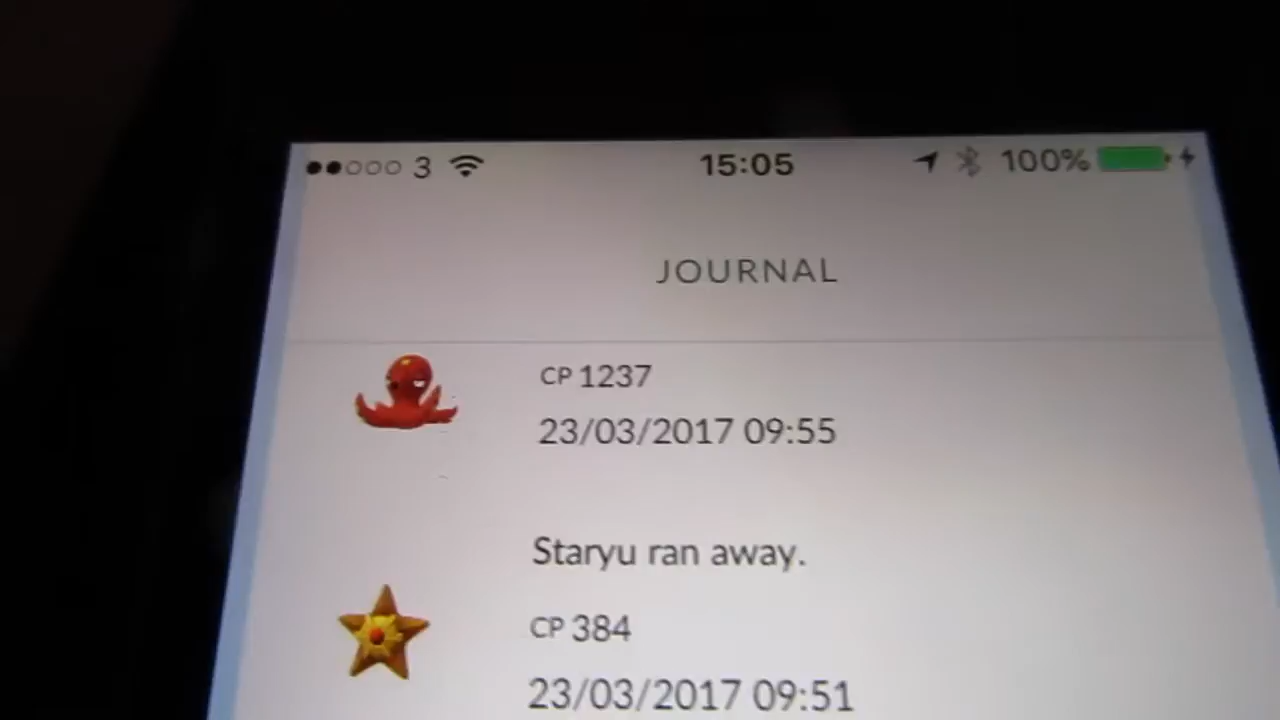 3 15:05 100%
JOURNAL
CP 1237
23/03/2017 09:55
Staryu ran away.
CP 384
23/03/2017 09:51